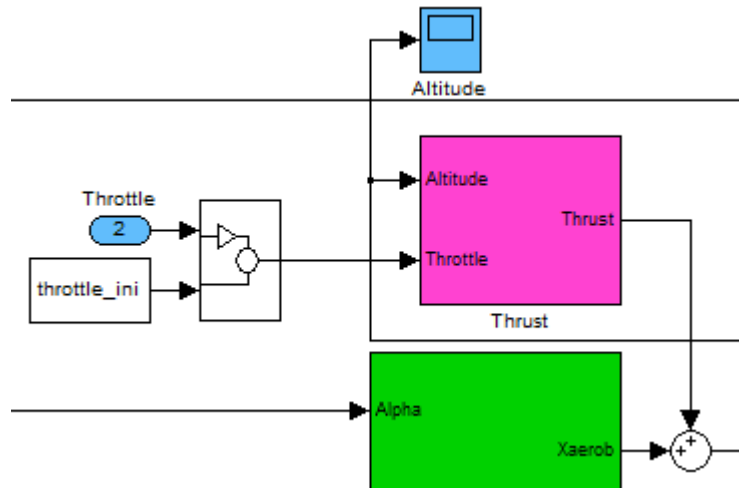 Altitude
Throttle
2
throttle_ini
Altitude
Thrust
Throttle
Thrust
Alpha
Xaerob
+
+